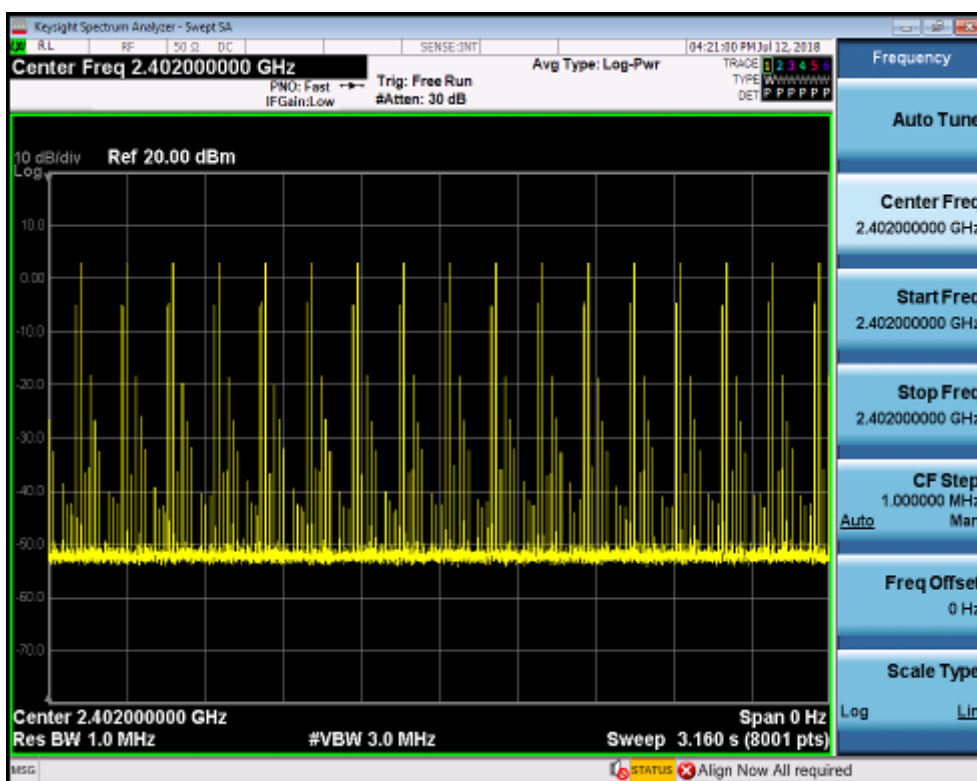 Keysight Spectrum Analyzer - Swept SA
RL RF 50 Ω DC SENSE:INT 04:21:00 PM Jul 12, 2018
Center Freq 2.402000000 GHz Avg Type: Log-Pwr TRACE 1 2 3 4 5 6
PNO: Fast Trig: Free Run TYPE W
IFGain:Low #Atten: 30 dB DET P P P P P P
10 dB/div Ref 20.00 dBm
Log
10.0
0.00
-10.0
-20.0
-30.0
-40.0
-50.0
-60.0
-70.0
Center 2.402000000 GHz Span 0 Hz
Res BW 1.0 MHz #VBW 3.0 MHz Sweep 3.160 s (8001 pts)
MSG STATUS Align Now All required
Frequency
Auto Tune
Center Freq
2.402000000 GHz
Start Freq
2.402000000 GHz
Stop Freq
2.402000000 GHz
CF Step
1.000000 MHz
Auto Man
Freq Offset
0 Hz
Scale Type
Log Lin